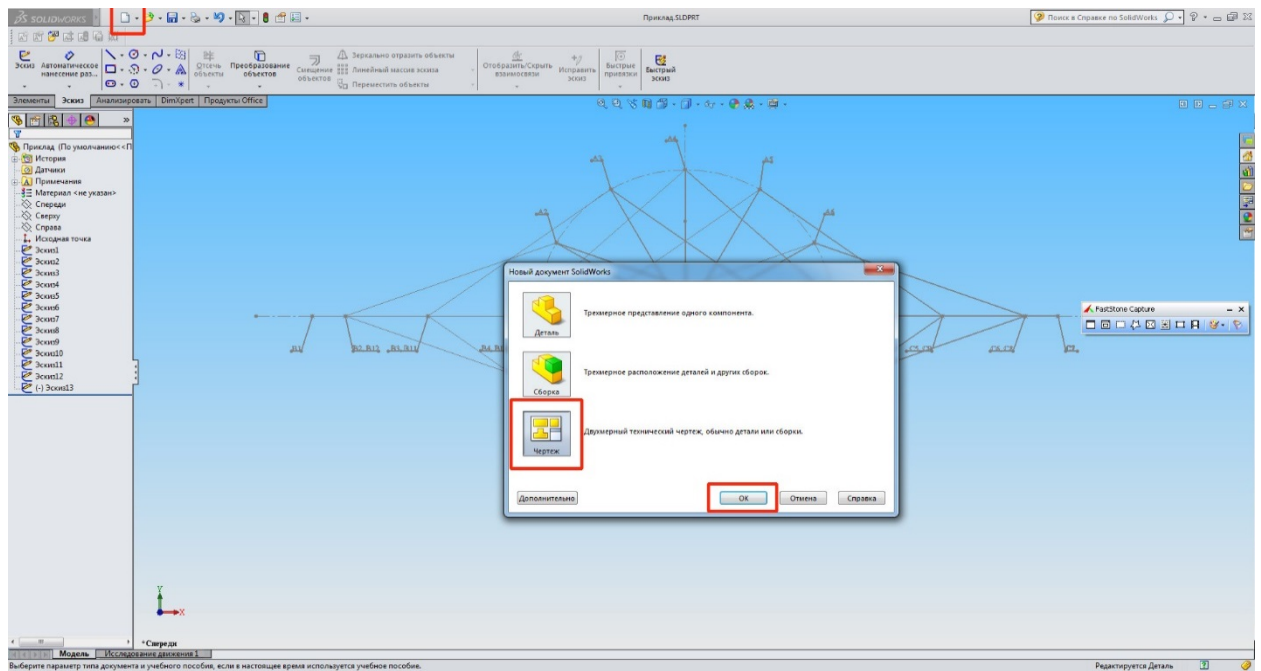 SOLIDWORKS
Приклад.SLDPRT
Поиск в Справке по SolidWorks
Эскиз
Автоматическое нанесение раз...
Отсечь объекты
Преобразование объектов
Смещение объектов
Зеркально отразить объекты
Линейный массив эскиза
Переместить объекты
Отобразить/Скрыть взаимосвязи
Исправить эскиз
Быстрые привязки
Быстрый эскиз
Элементы
Эскиз
Анализировать
DimXpert
Продукты Office
Приклад (По умолчанию<<П
История
Датчики
Примечания
Материал <не указан>
Спереди
Сверху
Справа
Исходная точка
Эскиз1
Эскиз2
Эскиз3
Эскиз4
Эскиз5
Эскиз6
Эскиз7
Эскиз8
Эскиз9
Эскиз10
Эскиз11
Эскиз12
(-) Эскиз13
Новый документ SolidWorks
Деталь
Трехмерное представление одного компонента.
Сборка
Трехмерное расположение деталей и других сборок.
Чертеж
Двухмерный технический чертеж, обычно детали или сборки.
Дополнительно
OK
Отмена
Справка
FastStone Capture
Y
X
*Спереди
Модель
Исследование движения 1
Выберите параметр типа документа и учебного пособия, если в настоящее время используется учебное пособие.
Редактируется Деталь